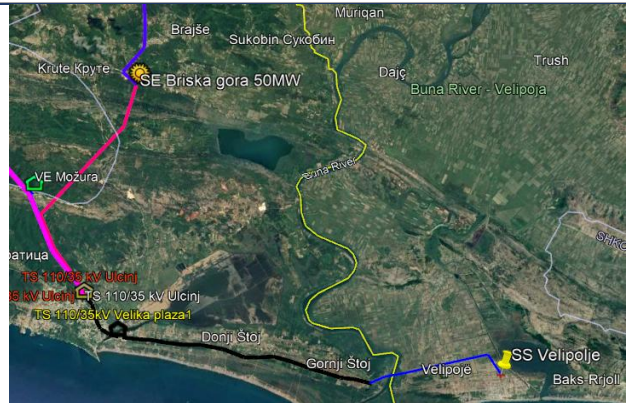 Muriqan
Brajše
Sukobin Сукобин
Krute Круте
SE Briska gora 50MW
Dajç
Trush
Buna River - Velipoja
Buna River
VE Možura
SHKO
ратица
TS 110/35 kV Ulcinj
35 kV Ulcinj
TS 110/35 kV Ulcinj
TS 110/35kV Velika plaza1
Donji Štoj
Gornji Štoj
Velipojë
SS Velipolje
Baks-Rrjoll